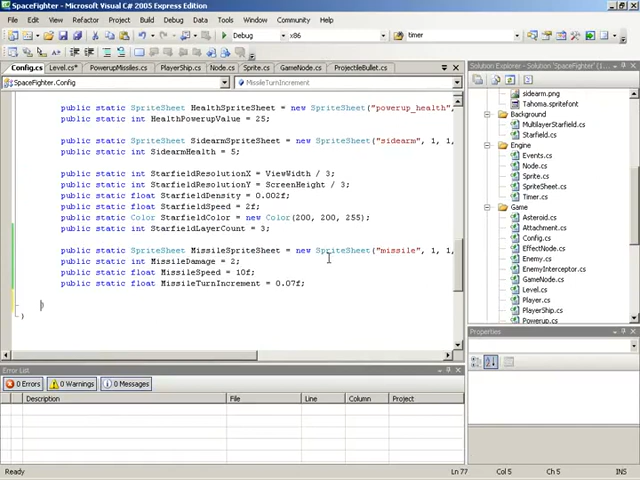 SpaceFighter - Microsoft Visual C# 2005 Express Edition
File Edit View Refactor Project Build Debug Data Tools Window Community Help
Debug x86 timer
Config.cs Level.cs* PowerupMissiles.cs PlayerShip.cs Node.cs Sprite.cs GameNode.cs ProjectileBullet.cs
SpaceFighter.Config MissileTurnIncrement
public static SpriteSheet HealthSpriteSheet = new SpriteSheet("powerup_health",
public static int HealthPowerupValue = 25;
public static SpriteSheet SidearmSpriteSheet = new SpriteSheet("sidearm", 1, 1,
public static int SidearmHealth = 5;
public static int StarfieldResolutionX = ViewWidth / 3;
public static int StarfieldResolutionY = ScreenHeight / 3;
public static float StarfieldDensity = 0.002f;
public static float StarfieldSpeed = 2f;
public static Color StarfieldColor = new Color(200, 200, 255);
public static int StarfieldLayerCount = 3;
public static SpriteSheet MissileSpriteSheet = new SpriteSheet("missile", 1, 1,
public static int MissileDamage = 2;
public static float MissileSpeed = 10f;
public static float MissileTurnIncrement = 0.07f;
}
}
Solution Explorer - SpaceFighter
sidearm.png
Tahoma.spritefont
Background
MultilayerStarfield.cs
Starfield.cs
Engine
Events.cs
Node.cs
Sprite.cs
SpriteSheet.cs
Timer.cs
Game
Asteroid.cs
Attachment.cs
Config.cs
EffectNode.cs
Enemy.cs
EnemyInterceptor.cs
GameNode.cs
Level.cs
Player.cs
PlayerShip.cs
Powerup.cs
Properties
Error List
0 Errors 0 Warnings 0 Messages
Description File Line Column Project
Ready Ln 77 Col 5 Ch 5 INS